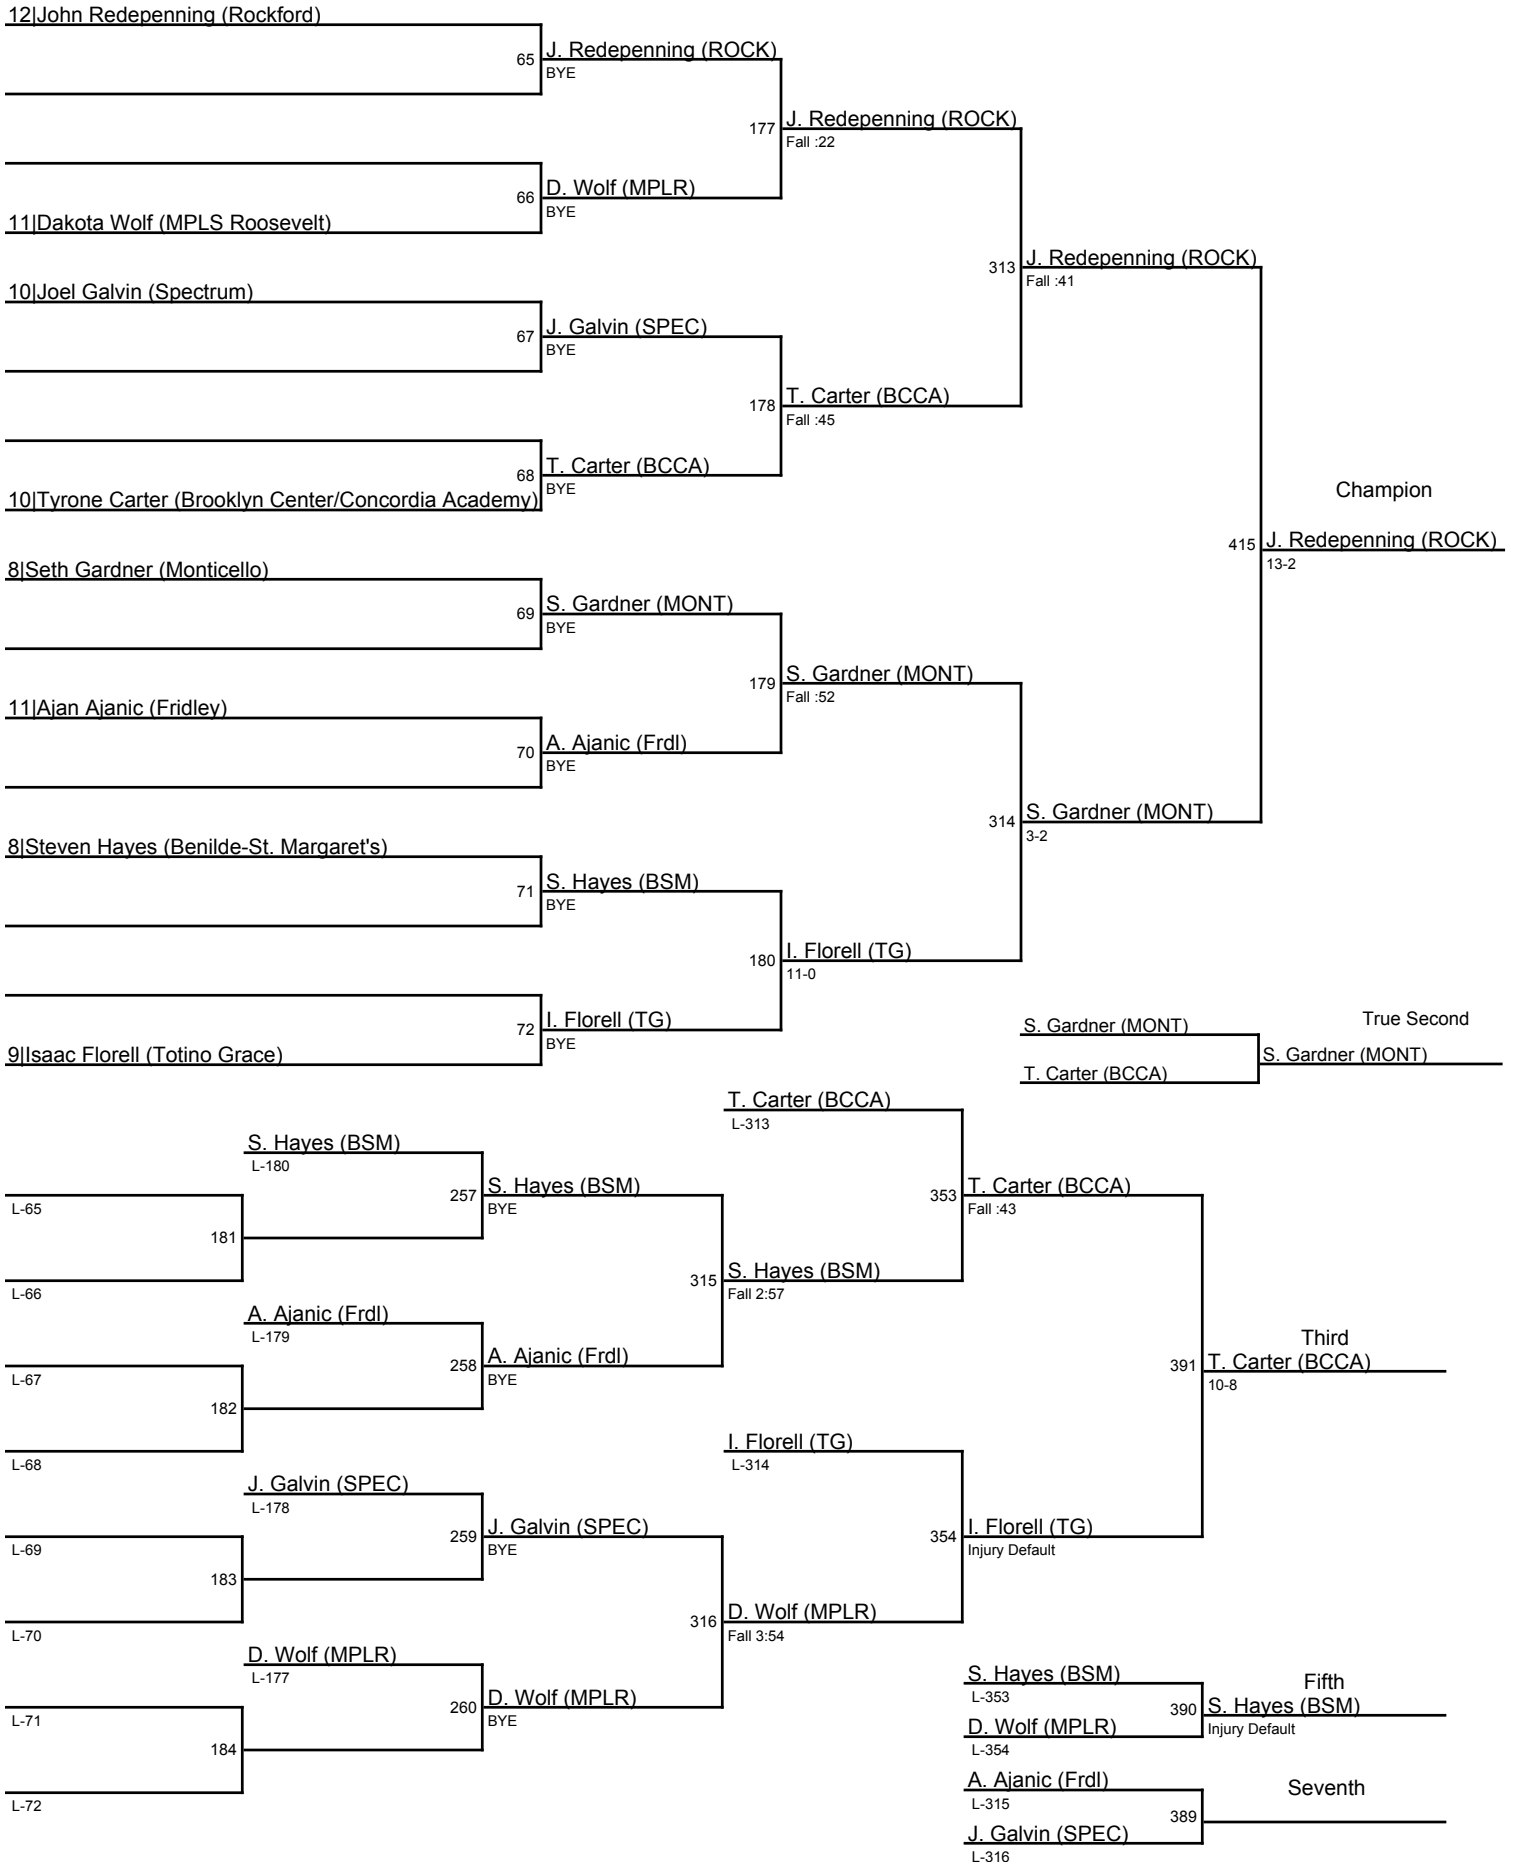 12|John Redepenning (Rockford)
65
J. Redepenning (ROCK)
BYE
177
J. Redepenning (ROCK)
Fall :22
66
D. Wolf (MPLR)
BYE
11|Dakota Wolf (MPLS Roosevelt)
313
J. Redepenning (ROCK)
Fall :41
10|Joel Galvin (Spectrum)
67
J. Galvin (SPEC)
BYE
178
T. Carter (BCCA)
Fall :45
68
T. Carter (BCCA)
BYE
10|Tyrone Carter (Brooklyn Center/Concordia Academy)
Champion
415
J. Redepenning (ROCK)
13-2
8|Seth Gardner (Monticello)
69
S. Gardner (MONT)
BYE
179
S. Gardner (MONT)
Fall :52
11|Ajan Ajanic (Fridley)
70
A. Ajanic (Frdl)
BYE
314
S. Gardner (MONT)
3-2
8|Steven Hayes (Benilde-St. Margaret's)
71
S. Hayes (BSM)
BYE
180
I. Florell (TG)
11-0
72
I. Florell (TG)
BYE
9|Isaac Florell (Totino Grace)
S. Gardner (MONT)
True Second
S. Gardner (MONT)
T. Carter (BCCA)
T. Carter (BCCA)
L-313
S. Hayes (BSM)
L-180
257
S. Hayes (BSM)
BYE
L-65
181
L-66
353
T. Carter (BCCA)
Fall :43
315
S. Hayes (BSM)
Fall 2:57
A. Ajanic (Frdl)
L-179
258
A. Ajanic (Frdl)
BYE
L-67
182
L-68
Third
391
T. Carter (BCCA)
10-8
I. Florell (TG)
L-314
J. Galvin (SPEC)
L-178
259
J. Galvin (SPEC)
BYE
L-69
183
L-70
354
I. Florell (TG)
Injury Default
316
D. Wolf (MPLR)
Fall 3:54
D. Wolf (MPLR)
L-177
260
D. Wolf (MPLR)
BYE
L-71
184
L-72
S. Hayes (BSM)
L-353
Fifth
390
S. Hayes (BSM)
Injury Default
D. Wolf (MPLR)
L-354
A. Ajanic (Frdl)
L-315
Seventh
389
J. Galvin (SPEC)
L-316